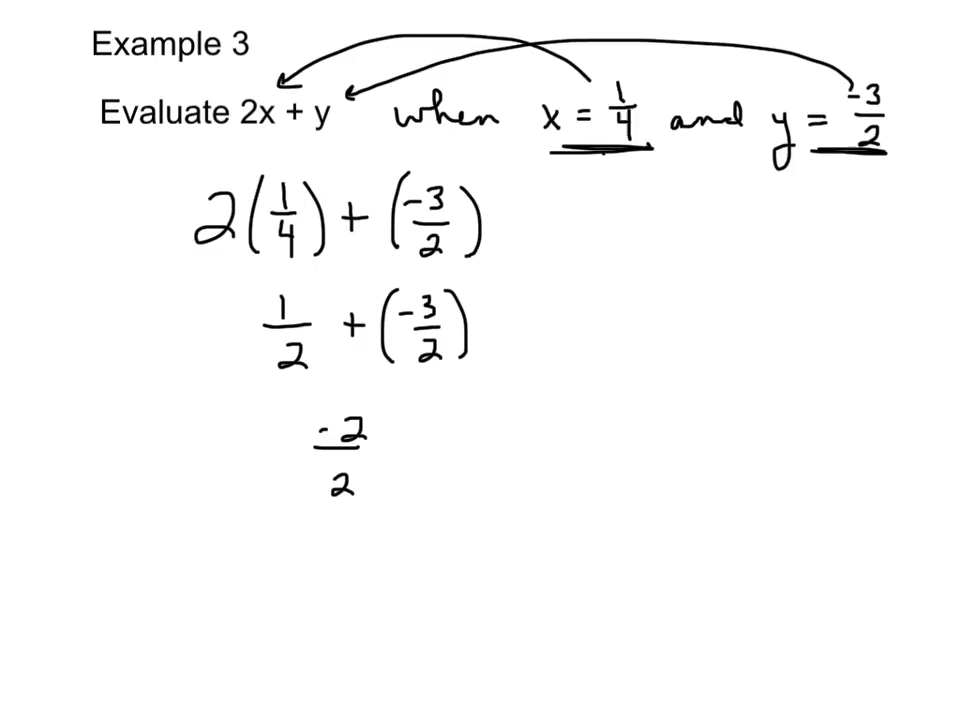 Example 3
Evaluate 2x + y when x = 1/4 and y = -3/2
2(1/4) + (-3/2)
1/2 + (-3/2)
-2/2